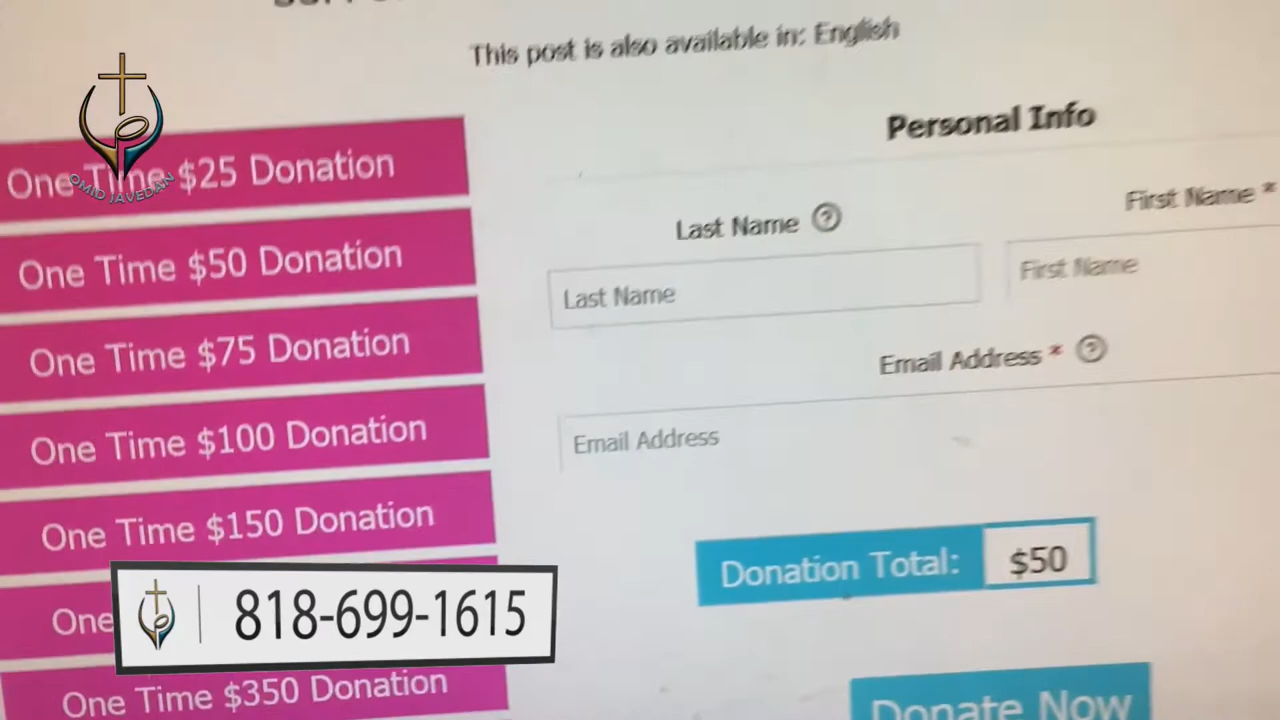 This post is also available in: English
OMID JAVEDAN
One Time $25 Donation
One Time $50 Donation
One Time $75 Donation
One Time $100 Donation
One Time $150 Donation
One
One Time $350 Donation
818-699-1615
Personal Info
Last Name
First Name *
Last Name
First Name
Email Address *
Email Address
Donation Total: $50
Donate Now